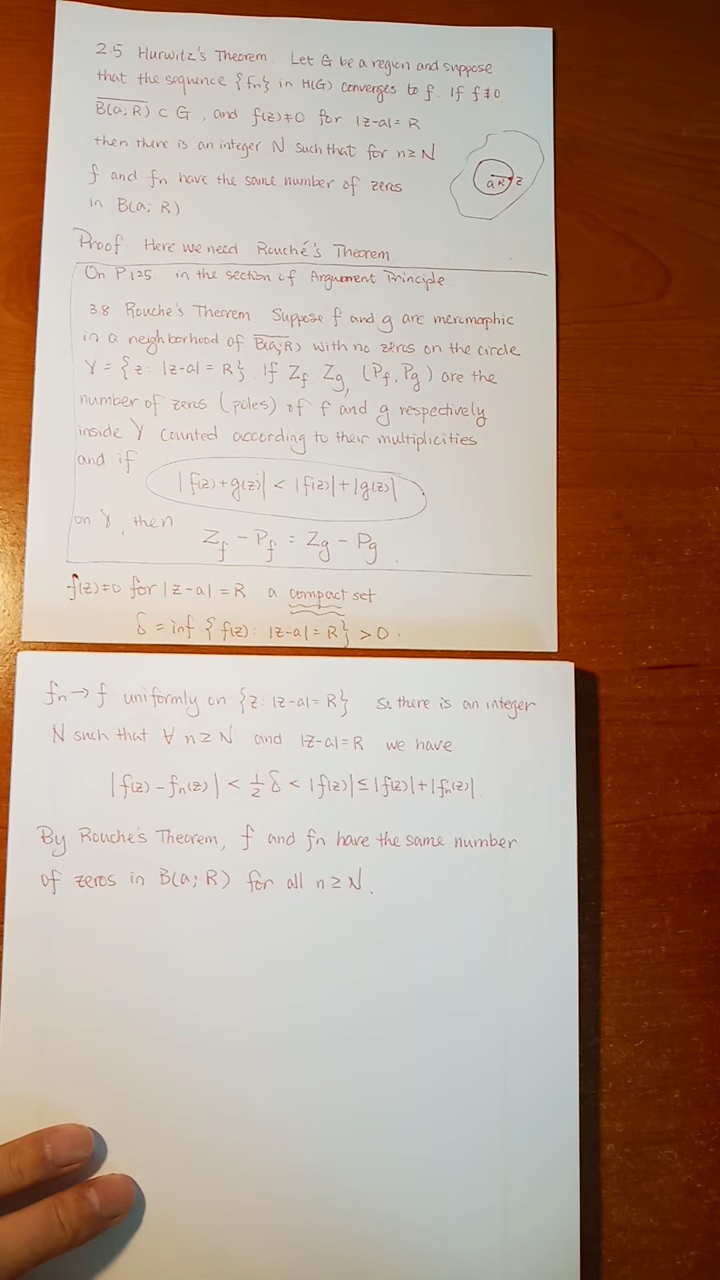 2.5 Hurwitz's Theorem. Let G be a region and suppose
that the sequence {fn} in H(G) converges to f. If f≢0
B(a;R) ⊂ G, and f(z)≠0 for |z-a|=R
then there is an integer N such that for n≥N
f and fn have the same number of zeros
in B(a; R)
a R z
Proof. Here we need Rouché's Theorem
On P125 in the section of Argument Principle
3.8 Rouche's Theorem Suppose f and g are meromorphic
in a neighborhood of B(a;R) with no zeros on the circle
γ = {z: |z-a| = R}. If Zf, Zg, (Pf, Pg) are the
number of zeros (poles) of f and g respectively
inside γ counted according to their multiplicities
and if
|f(z)+g(z)| < |f(z)|+|g(z)|
on γ, then
Zf - Pf = Zg - Pg.
f(z)≠0 for |z-a|=R a compact set
δ = inf {f(z): |z-a|=R} >0.
fn → f uniformly on {z: |z-a|=R} So there is an integer
N such that ∀ n≥N and |z-a|=R we have
|f(z)-fn(z)| < 1/2 δ < |f(z)| ≤ |f(z)|+|fn(z)|
By Rouche's Theorem, f and fn have the same number
of zeros in B(a; R) for all n≥N.